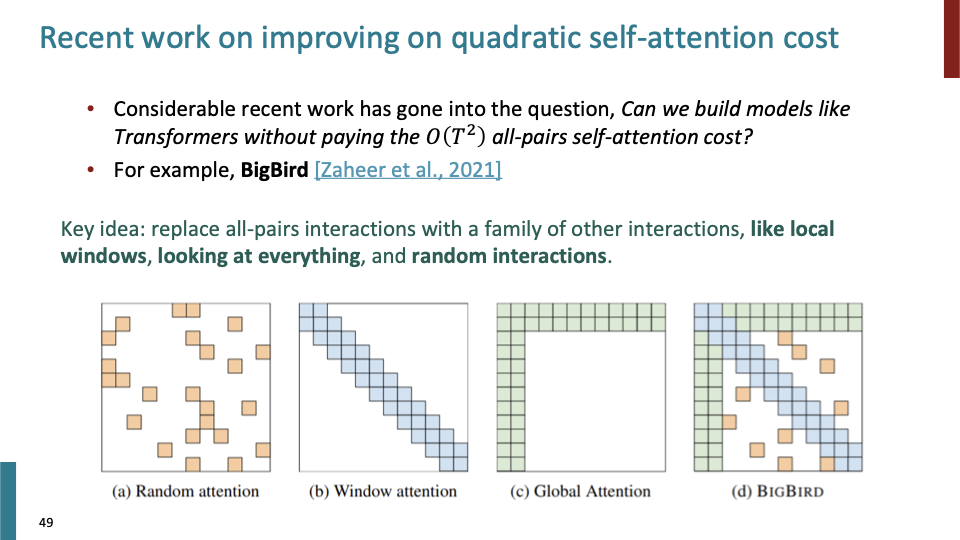 Recent work on improving on quadratic self-attention cost
• Considerable recent work has gone into the question, Can we build models like
Transformers without paying the O(T²) all-pairs self-attention cost?
• For example, BigBird [Zaheer et al., 2021]
Key idea: replace all-pairs interactions with a family of other interactions, like local
windows, looking at everything, and random interactions.
(a) Random attention
(b) Window attention
(c) Global Attention
(d) BIGBIRD
49